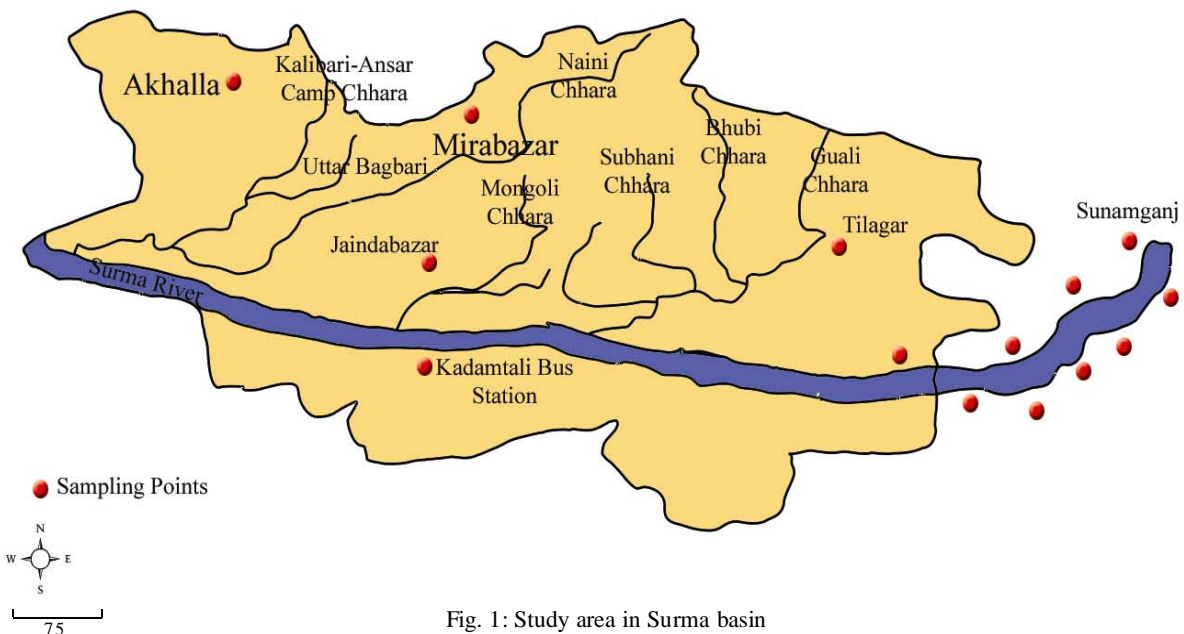 Naini
Chhara
Kalibari-Ansar
Camp Chhara
Akhalla
Mirabazar
Bhubi
Chhara
Uttar Bagbari
Subhani
Chhara
Guali
Chhara
Mongoli
Chhara
Sunamganj
Tilagar
Jaindabazar
Surma River
Kadamtali Bus
Station
Sampling Points
N
W E
S
75
Fig. 1: Study area in Surma basin